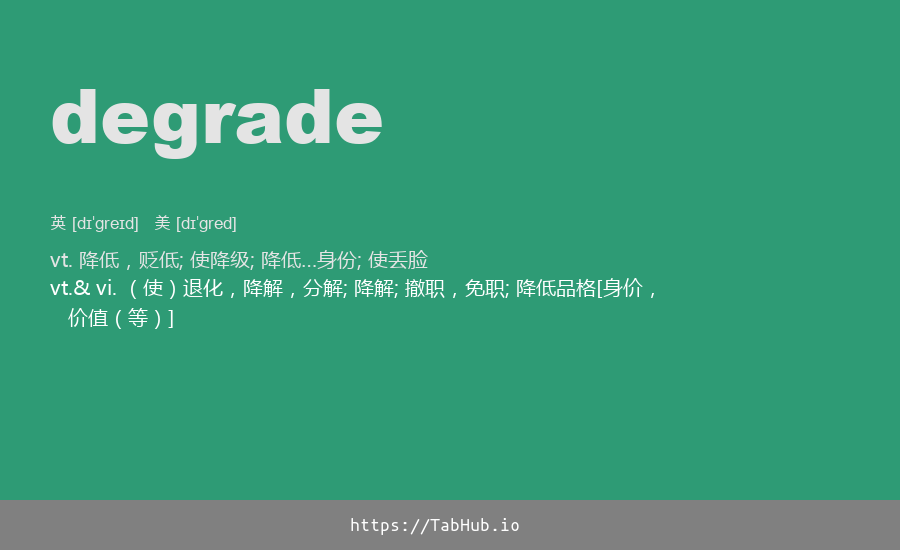 degrade
英 [dɪˈgreɪd]   美 [dɪˈgred]
vt. 降低，贬低; 使降级; 降低...身份; 使丢脸
vt.& vi. （使）退化，降解，分解; 降解; 撤职，免职; 降低品格[身价，
价值（等）]
https://TabHub.io